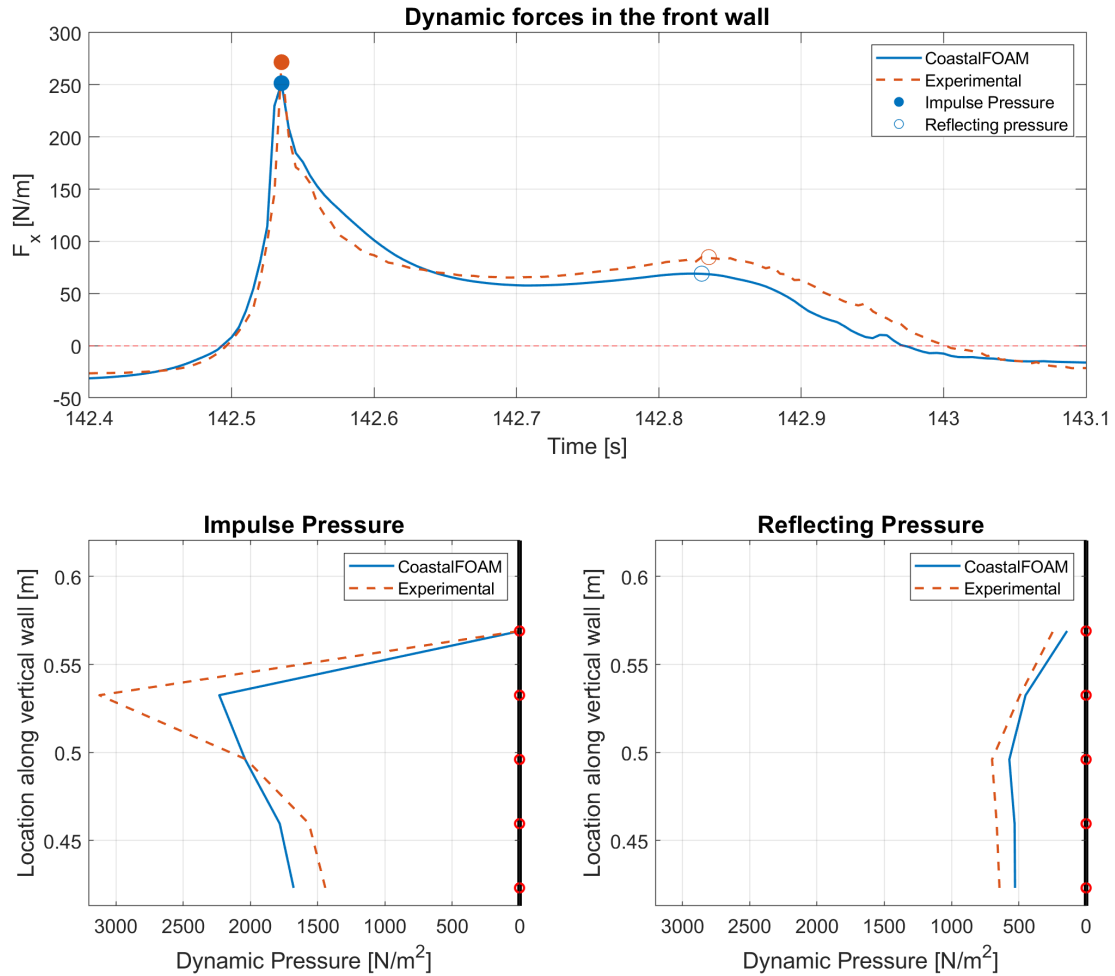 Dynamic forces in the front wall
300
250
200
150
100
50
0
-50
F_x [N/m]
CoastalFOAM
Experimental
Impulse Pressure
Reflecting pressure
142.4 142.5 142.6 142.7 142.8 142.9 143 143.1
Time [s]
Impulse Pressure
0.6
0.55
0.5
0.45
Location along vertical wall [m]
CoastalFOAM
Experimental
3000 2500 2000 1500 1000 500 0
Dynamic Pressure [N/m²]
Reflecting Pressure
0.6
0.55
0.5
0.45
Location along vertical wall [m]
CoastalFOAM
Experimental
3000 2500 2000 1500 1000 500 0
Dynamic Pressure [N/m²]